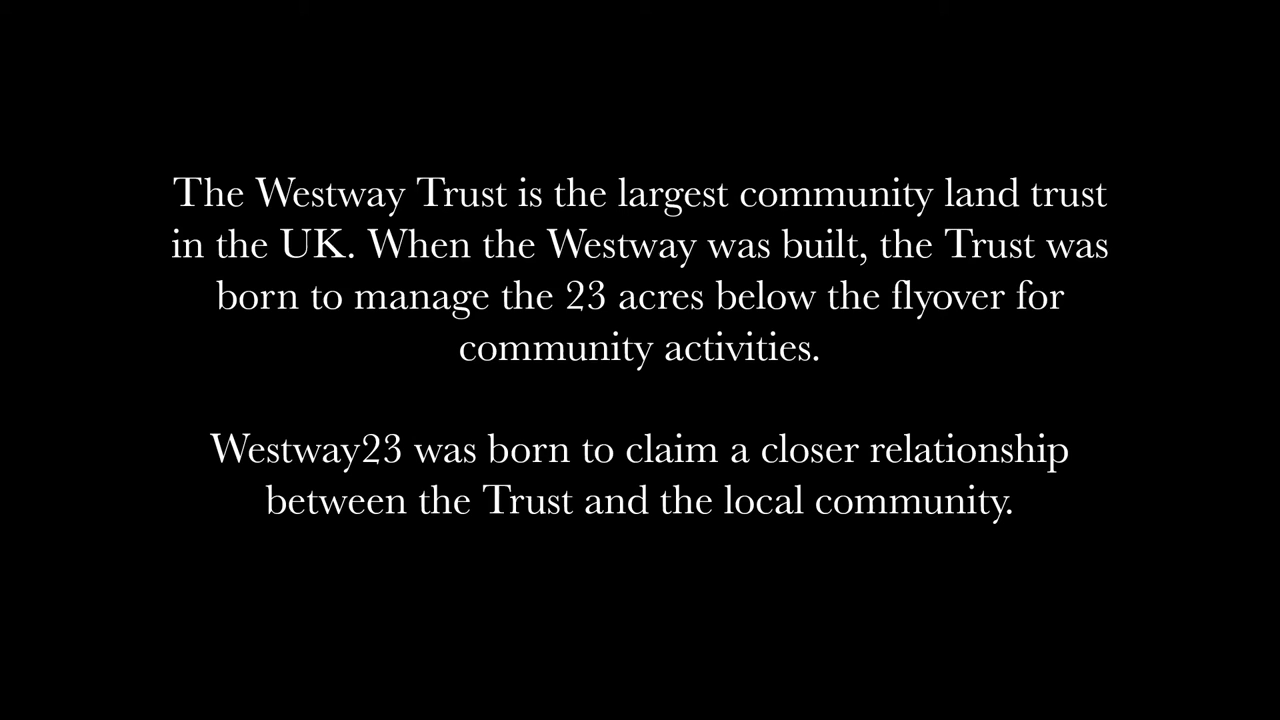 The Westway Trust is the largest community land trust
in the UK. When the Westway was built, the Trust was
born to manage the 23 acres below the flyover for
community activities.
Westway23 was born to claim a closer relationship
between the Trust and the local community.